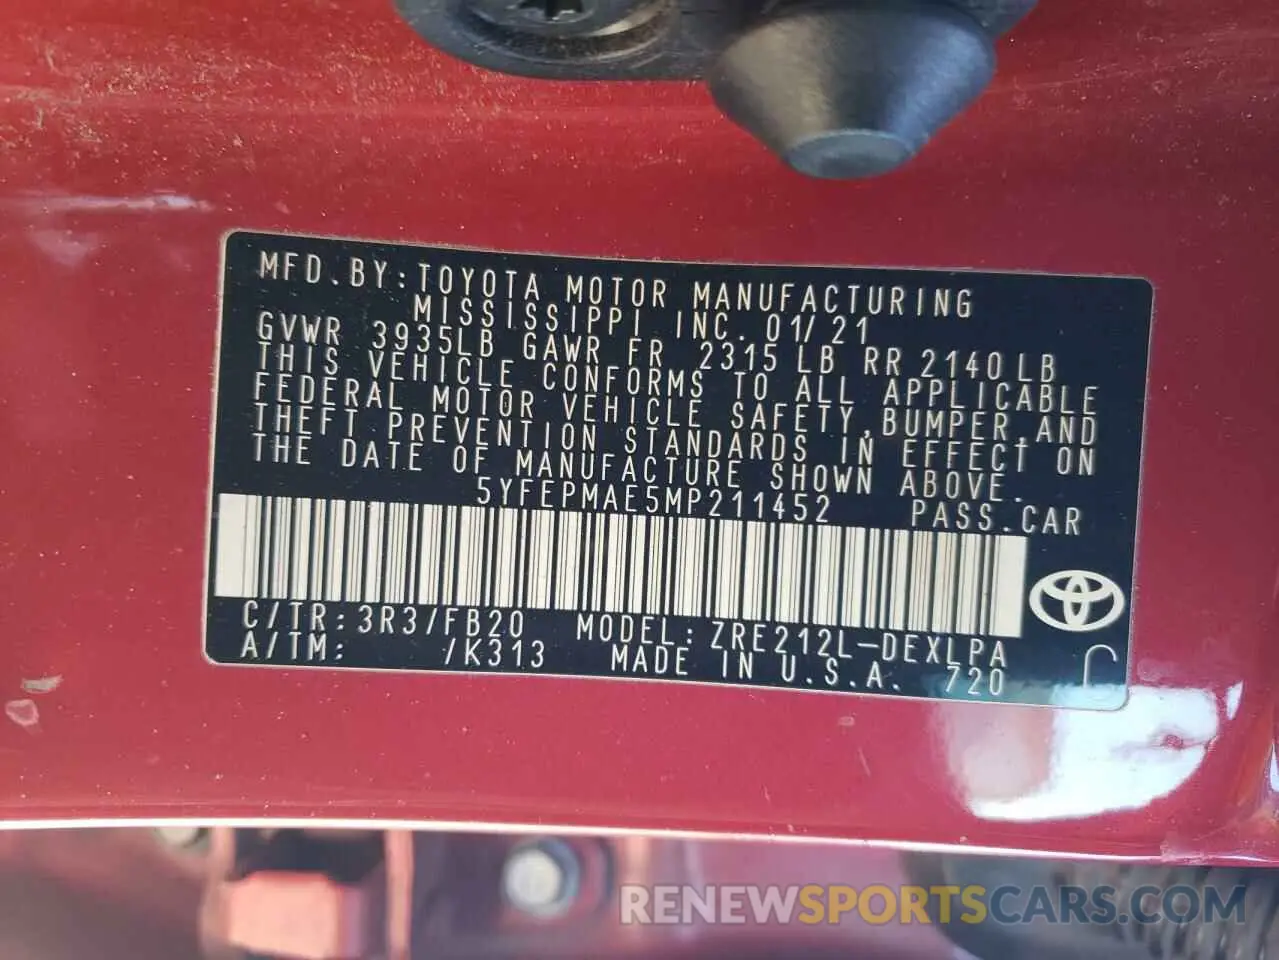 MFD.BY:TOYOTA MOTOR MANUFACTURING
MISSISSIPPI INC. 01/21
GVWR 3935LB GAWR FR 2315 LB RR 2140 LB
THIS VEHICLE CONFORMS TO ALL APPLICABLE
FEDERAL MOTOR VEHICLE SAFETY,BUMPER,AND
THEFT PREVENTION STANDARDS IN EFFECT ON
THE DATE OF MANUFACTURE SHOWN ABOVE.
5YFEPMAE5MP211452 PASS.CAR
C/TR:3R3/FB20 MODEL:ZRE212L-DEXLPA
A/TM: /K313 MADE IN U.S.A. 720
RENEWSPORTSCARS.COM